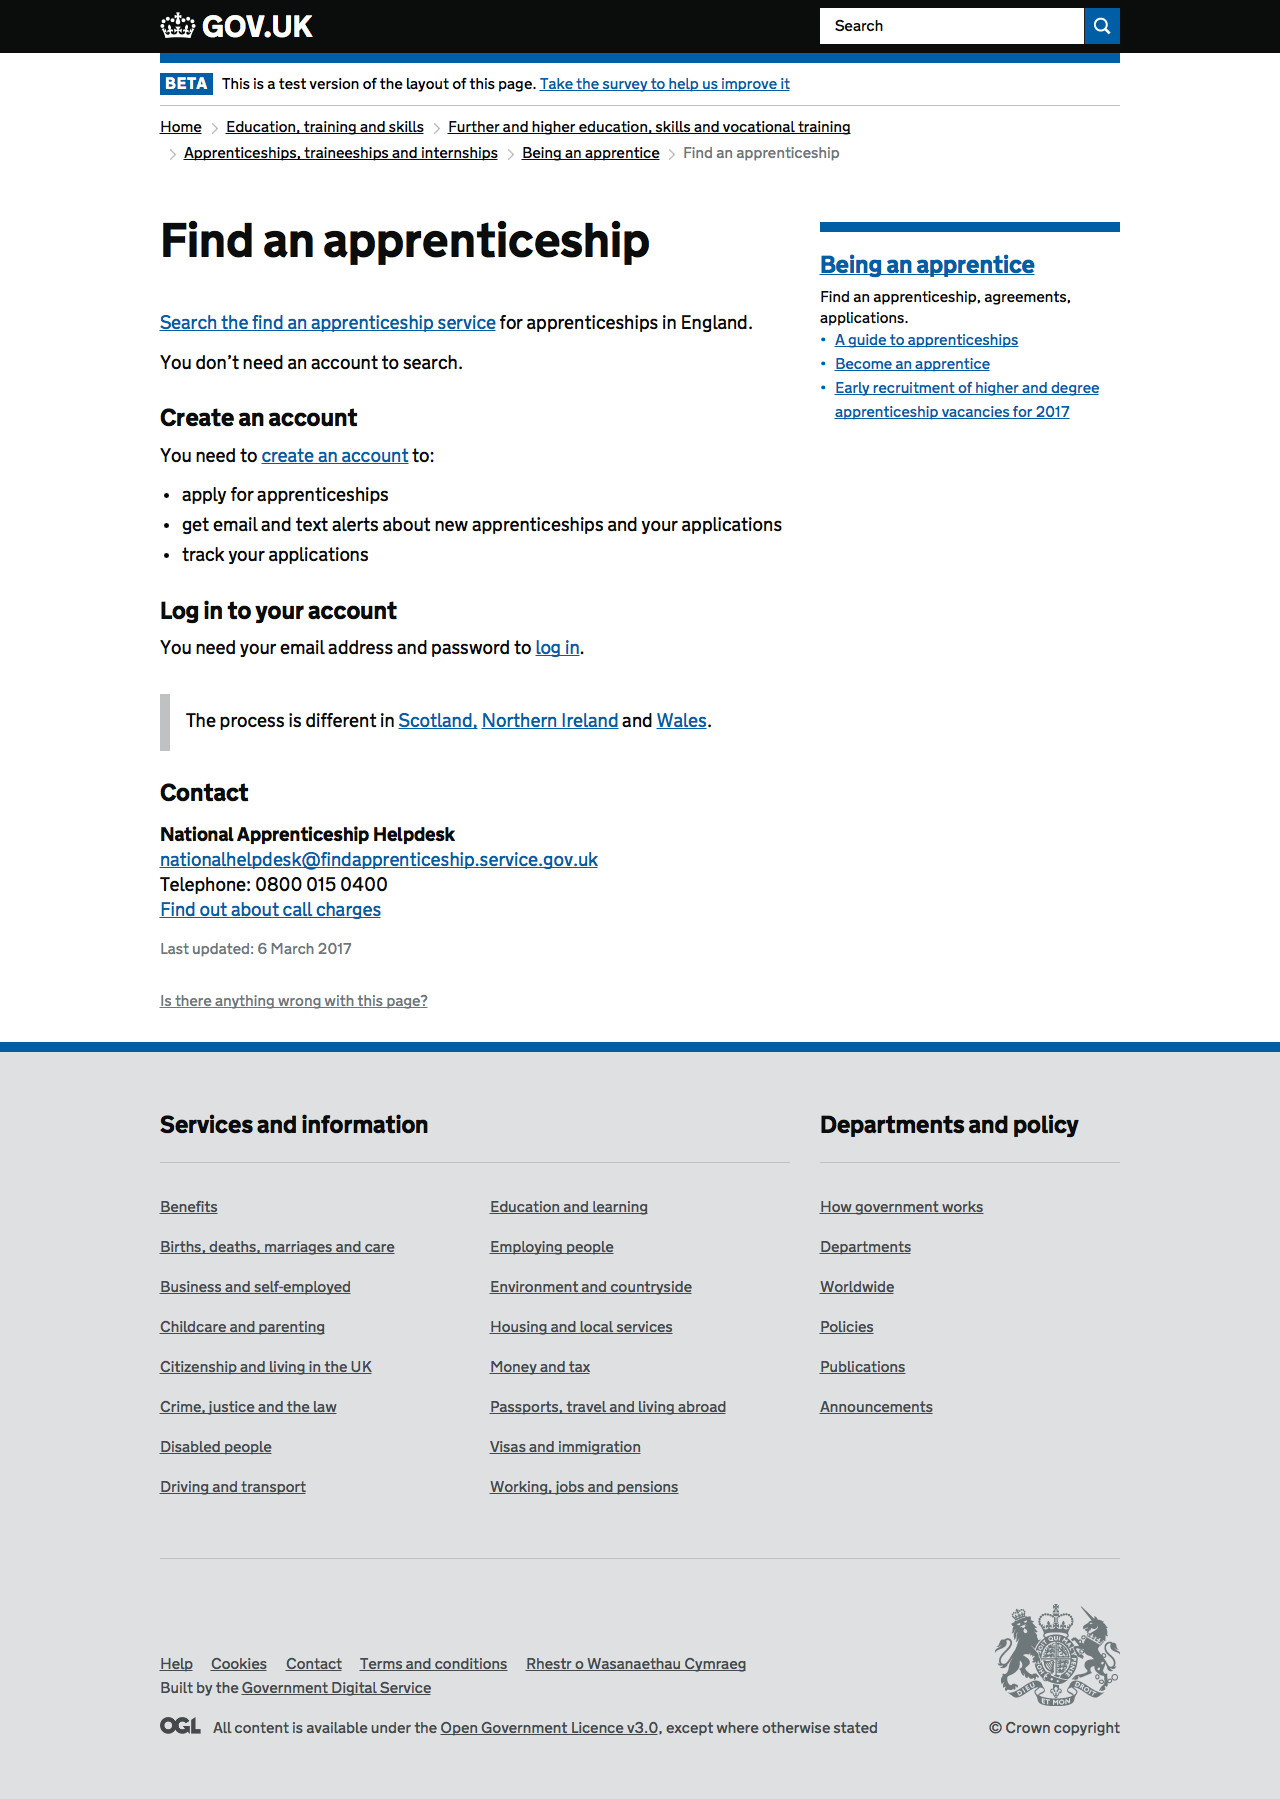 GOV.UK
Search
BETA This is a test version of the layout of this page. Take the survey to help us improve it
Home Education, training and skills Further and higher education, skills and vocational training
Apprenticeships, traineeships and internships Being an apprentice Find an apprenticeship
Find an apprenticeship
Search the find an apprenticeship service for apprenticeships in England.
You don’t need an account to search.
Create an account
You need to create an account to:
• apply for apprenticeships
• get email and text alerts about new apprenticeships and your applications
• track your applications
Log in to your account
You need your email address and password to log in.
The process is different in Scotland, Northern Ireland and Wales.
Contact
National Apprenticeship Helpdesk
nationalhelpdesk@findapprenticeship.service.gov.uk
Telephone: 0800 015 0400
Find out about call charges
Last updated: 6 March 2017
Is there anything wrong with this page?
Being an apprentice
Find an apprenticeship, agreements,
applications.
• A guide to apprenticeships
• Become an apprentice
• Early recruitment of higher and degree
apprenticeship vacancies for 2017
Services and information
Benefits
Births, deaths, marriages and care
Business and self-employed
Childcare and parenting
Citizenship and living in the UK
Crime, justice and the law
Disabled people
Driving and transport
Education and learning
Employing people
Environment and countryside
Housing and local services
Money and tax
Passports, travel and living abroad
Visas and immigration
Working, jobs and pensions
Departments and policy
How government works
Departments
Worldwide
Policies
Publications
Announcements
Help Cookies Contact Terms and conditions Rhestr o Wasanaethau Cymraeg
Built by the Government Digital Service
OGL All content is available under the Open Government Licence v3.0, except where otherwise stated
DIEU ET MON DROIT
© Crown copyright